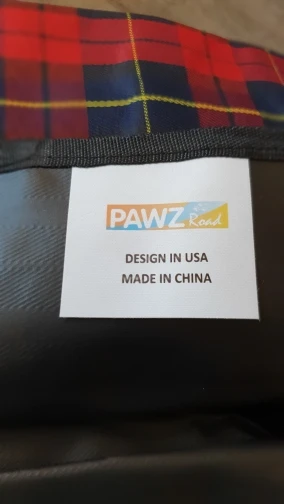 PAWZ Road
DESIGN IN USA
MADE IN CHINA